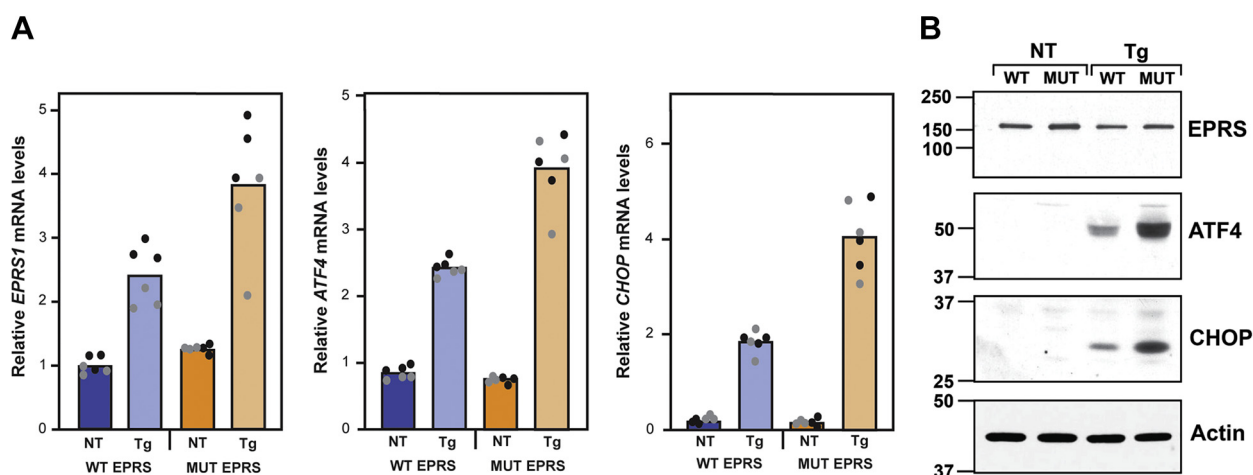 A
Relative EPRS1 mRNA levels
5
4
3
2
1
0
NT
Tg
NT
Tg
WT EPRS
MUT EPRS
Relative ATF4 mRNA levels
5
4
3
2
1
0
NT
Tg
NT
Tg
WT EPRS
MUT EPRS
Relative CHOP mRNA levels
6
4
2
0
NT
Tg
NT
Tg
WT EPRS
MUT EPRS
B
NT
Tg
WT
MUT
WT
MUT
250
150
100
EPRS
50
37
ATF4
37
25
CHOP
50
37
Actin